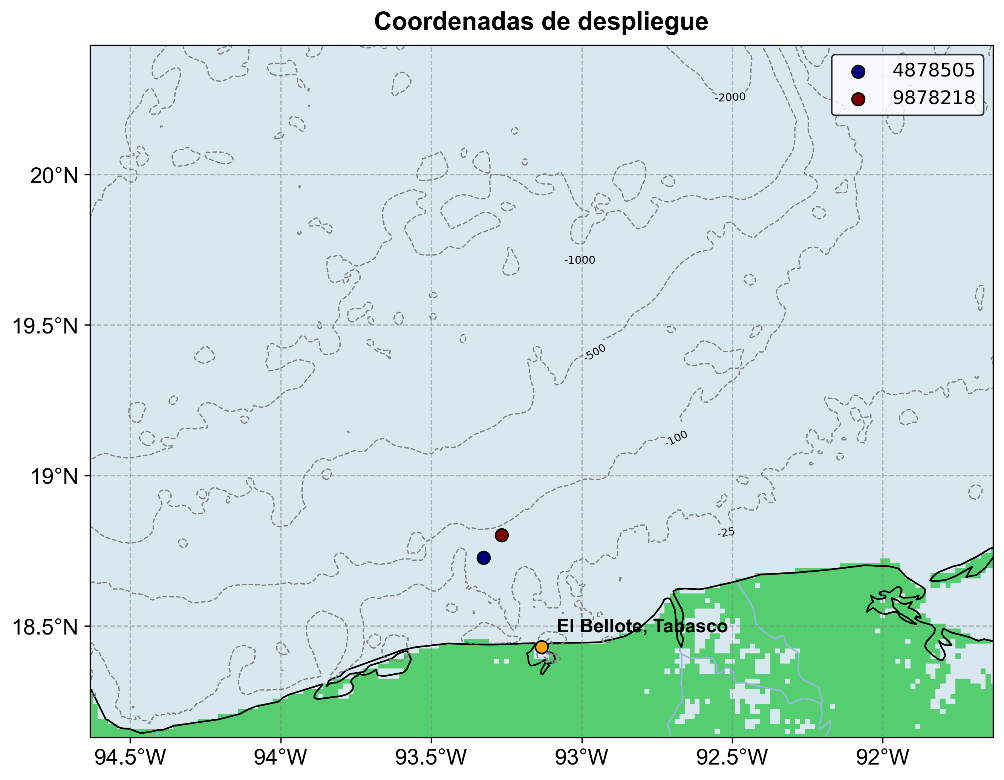 Coordenadas de despliegue
4878505
9878218
-2000
20°N
-1000
19.5°N
-500
-100
19°N
-25
18.5°N
El Bellote, Tabasco
94.5°W
94°W
93.5°W
93°W
92.5°W
92°W